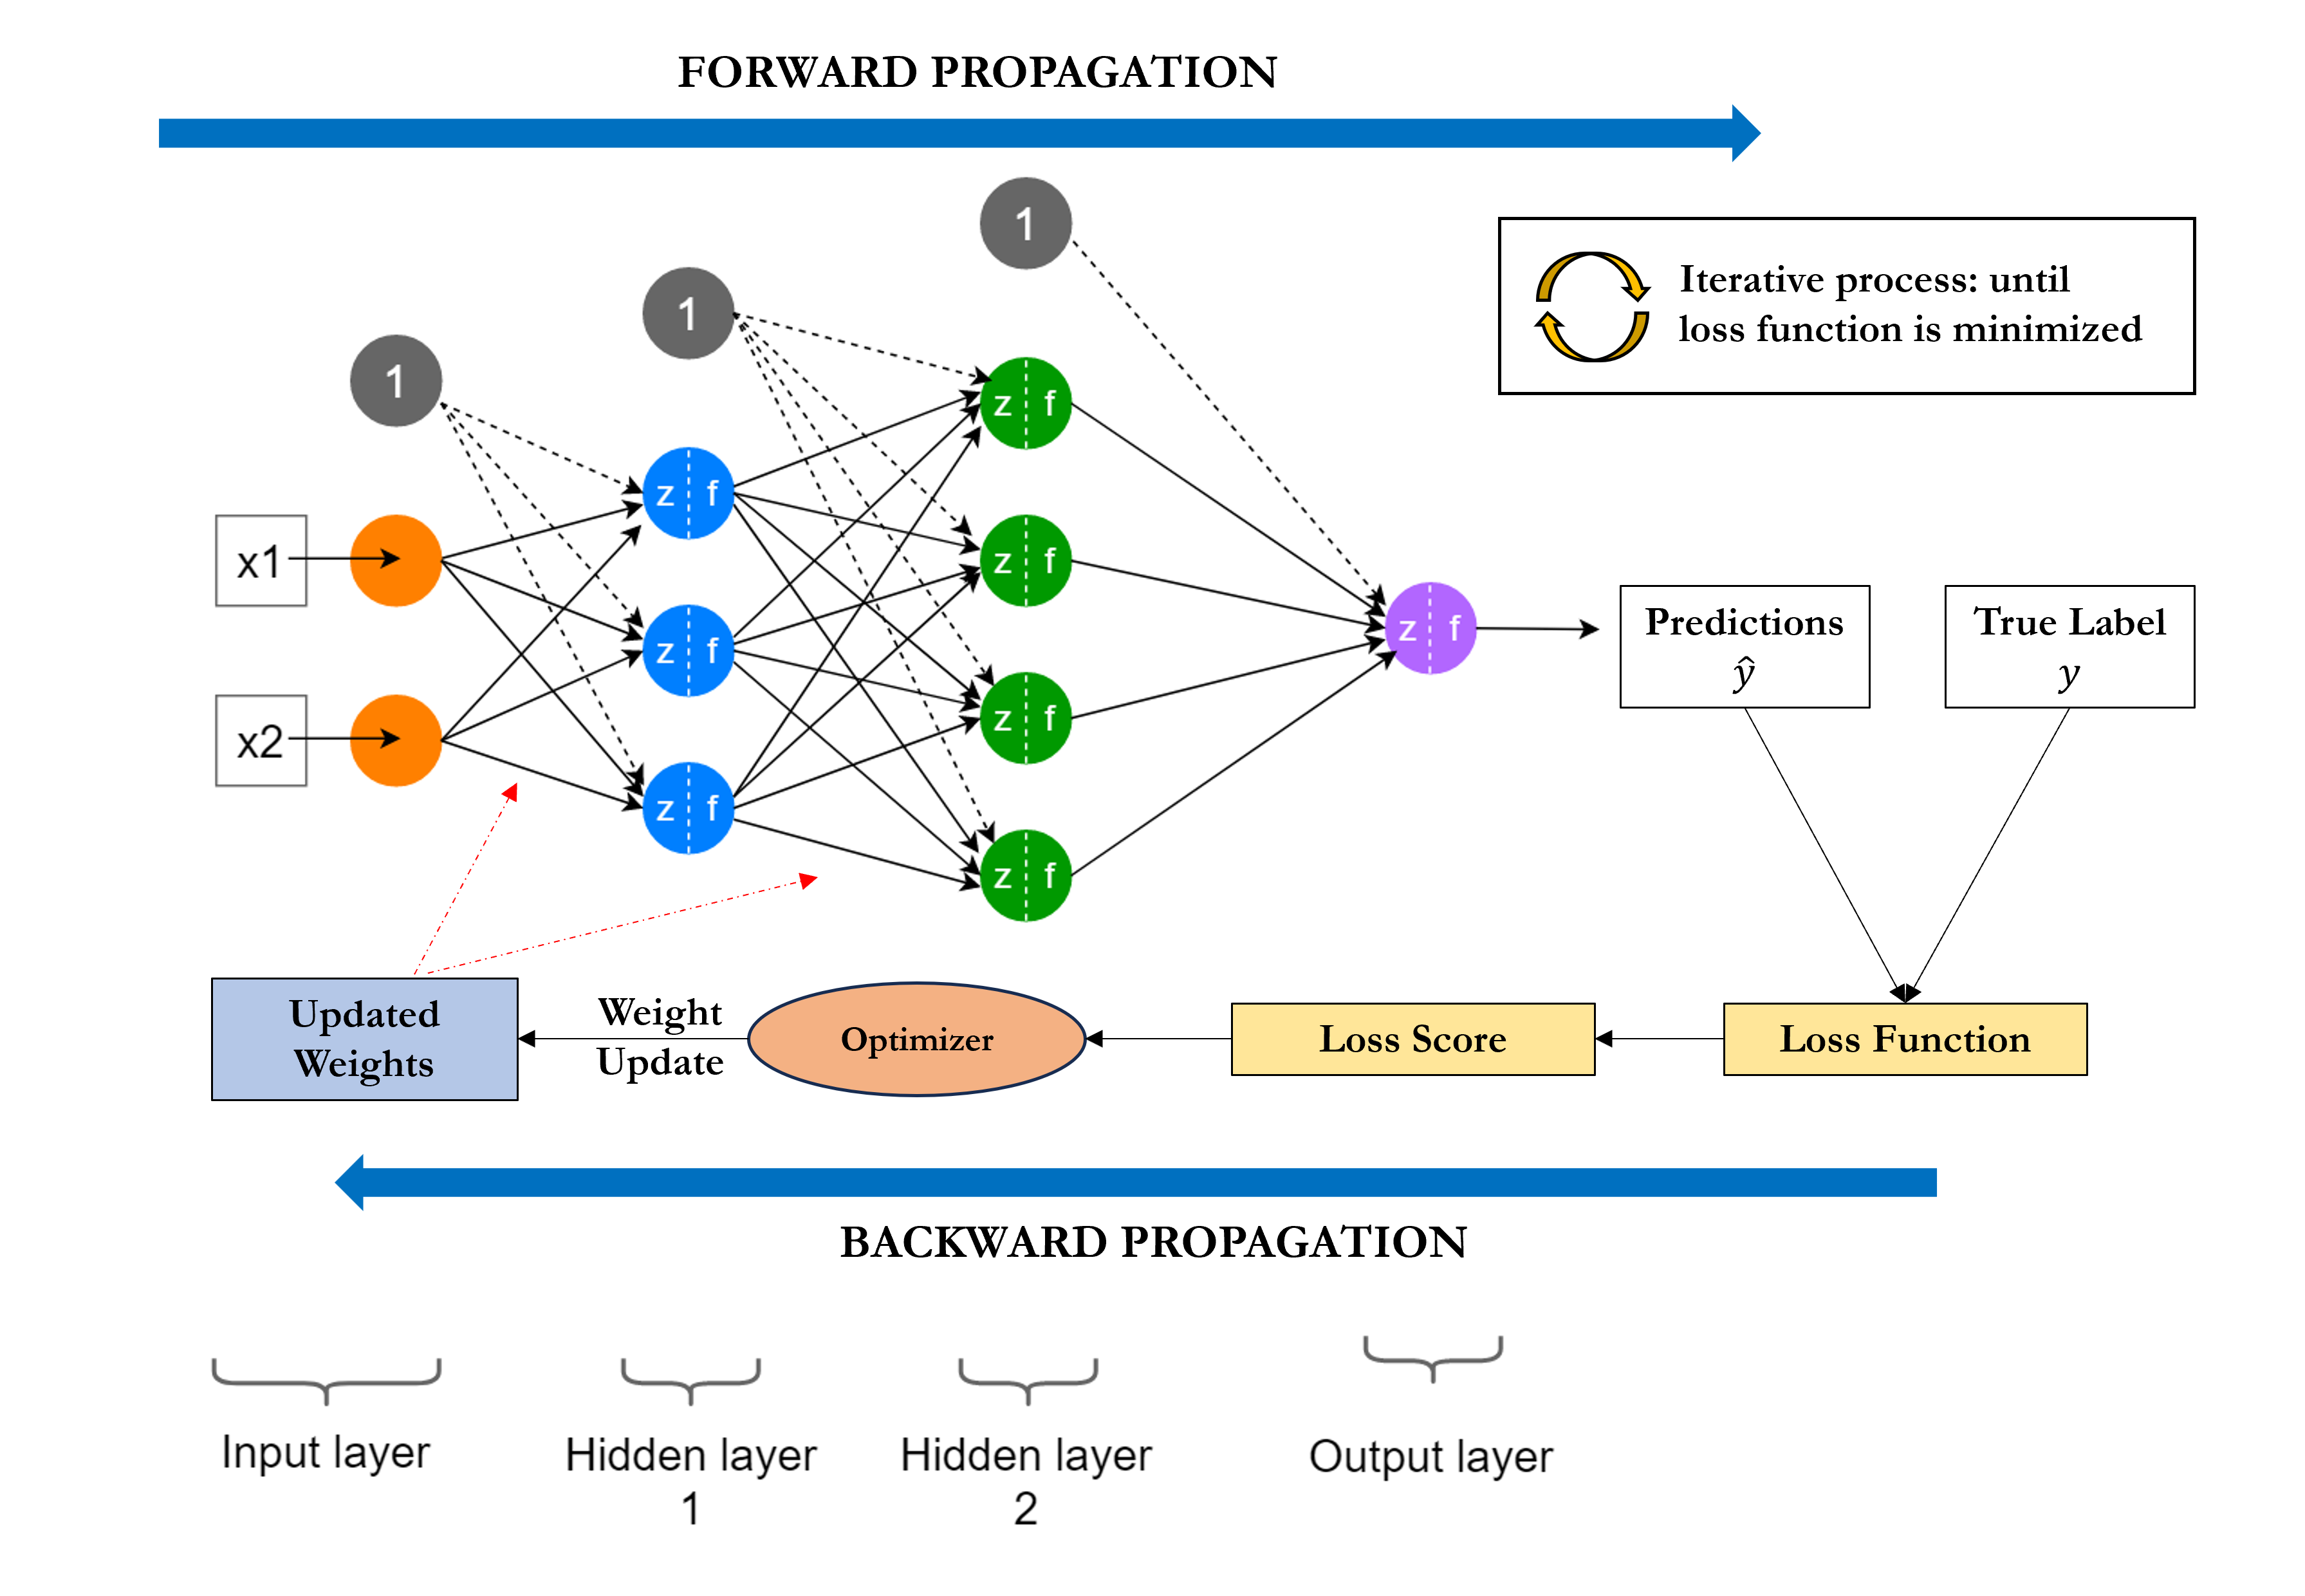 FORWARD PROPAGATION
1
1
1
Iterative process: until
loss function is minimized
z f
z f
x1
z f
z f
z f
x2
z f
z f
z f
Predictions
ŷ
True Label
y
Updated
Weights
Weight
Update
Optimizer
Loss Score
Loss Function
BACKWARD PROPAGATION
Input layer
Hidden layer
1
Hidden layer
2
Output layer